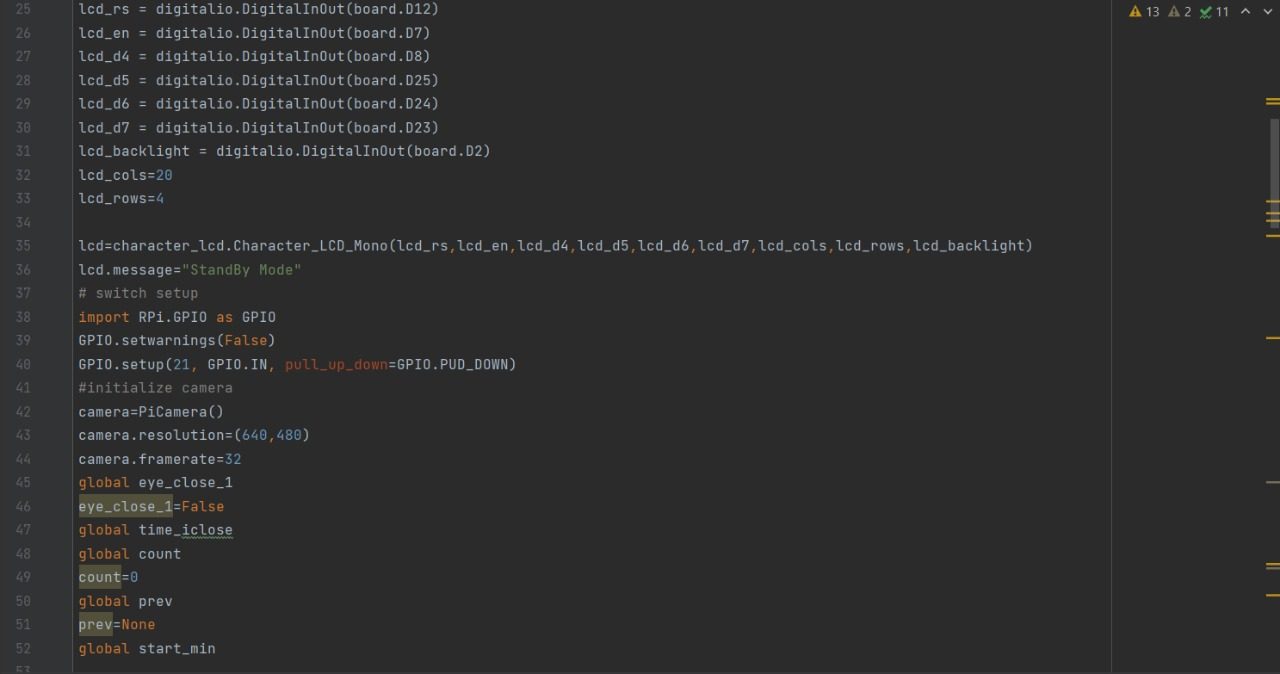 25 lcd_rs = digitalio.DigitalInOut(board.D12)
26 lcd_en = digitalio.DigitalInOut(board.D7)
27 lcd_d4 = digitalio.DigitalInOut(board.D8)
28 lcd_d5 = digitalio.DigitalInOut(board.D25)
29 lcd_d6 = digitalio.DigitalInOut(board.D24)
30 lcd_d7 = digitalio.DigitalInOut(board.D23)
31 lcd_backlight = digitalio.DigitalInOut(board.D2)
32 lcd_cols=20
33 lcd_rows=4
34
35 lcd=character_lcd.Character_LCD_Mono(lcd_rs,lcd_en,lcd_d4,lcd_d5,lcd_d6,lcd_d7,lcd_cols,lcd_rows,lcd_backlight)
36 lcd.message="StandBy Mode"
37 # switch setup
38 import RPi.GPIO as GPIO
39 GPIO.setwarnings(False)
40 GPIO.setup(21, GPIO.IN, pull_up_down=GPIO.PUD_DOWN)
41 #initialize camera
42 camera=PiCamera()
43 camera.resolution=(640,480)
44 camera.framerate=32
45 global eye_close_1
46 eye_close_1=False
47 global time_iclose
48 global count
49 count=0
50 global prev
51 prev=None
52 global start_min
53
13 2 11